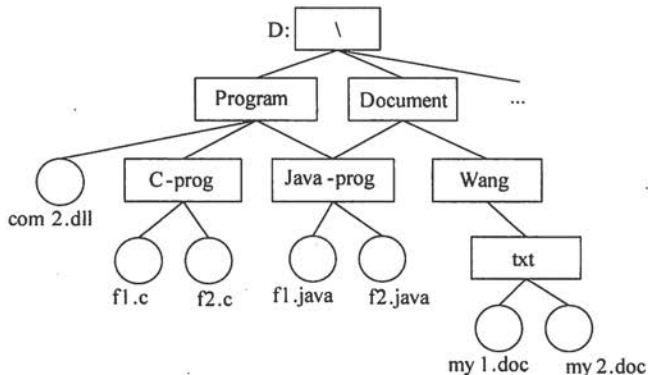 D: \
Program Document ...
C-prog Java-prog Wang
com 2.dll
txt
f1.c f2.c f1.java f2.java
my 1.doc my 2.doc